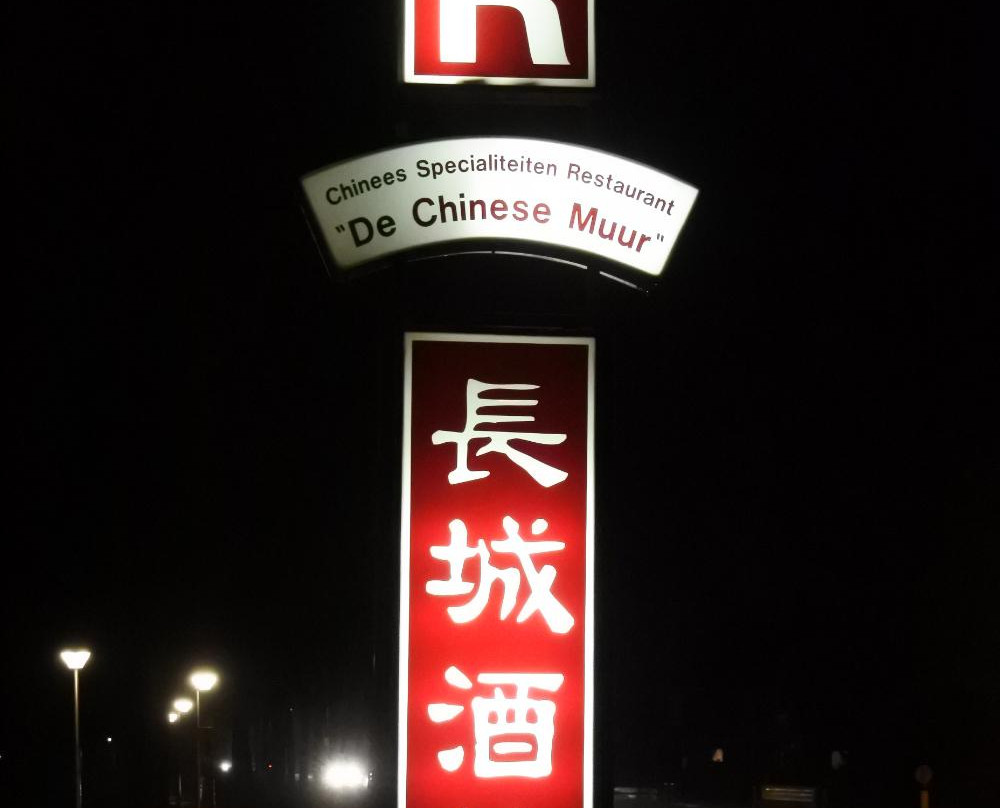 R
Chinees Specialiteiten Restaurant
"De Chinese Muur"
長
城
酒